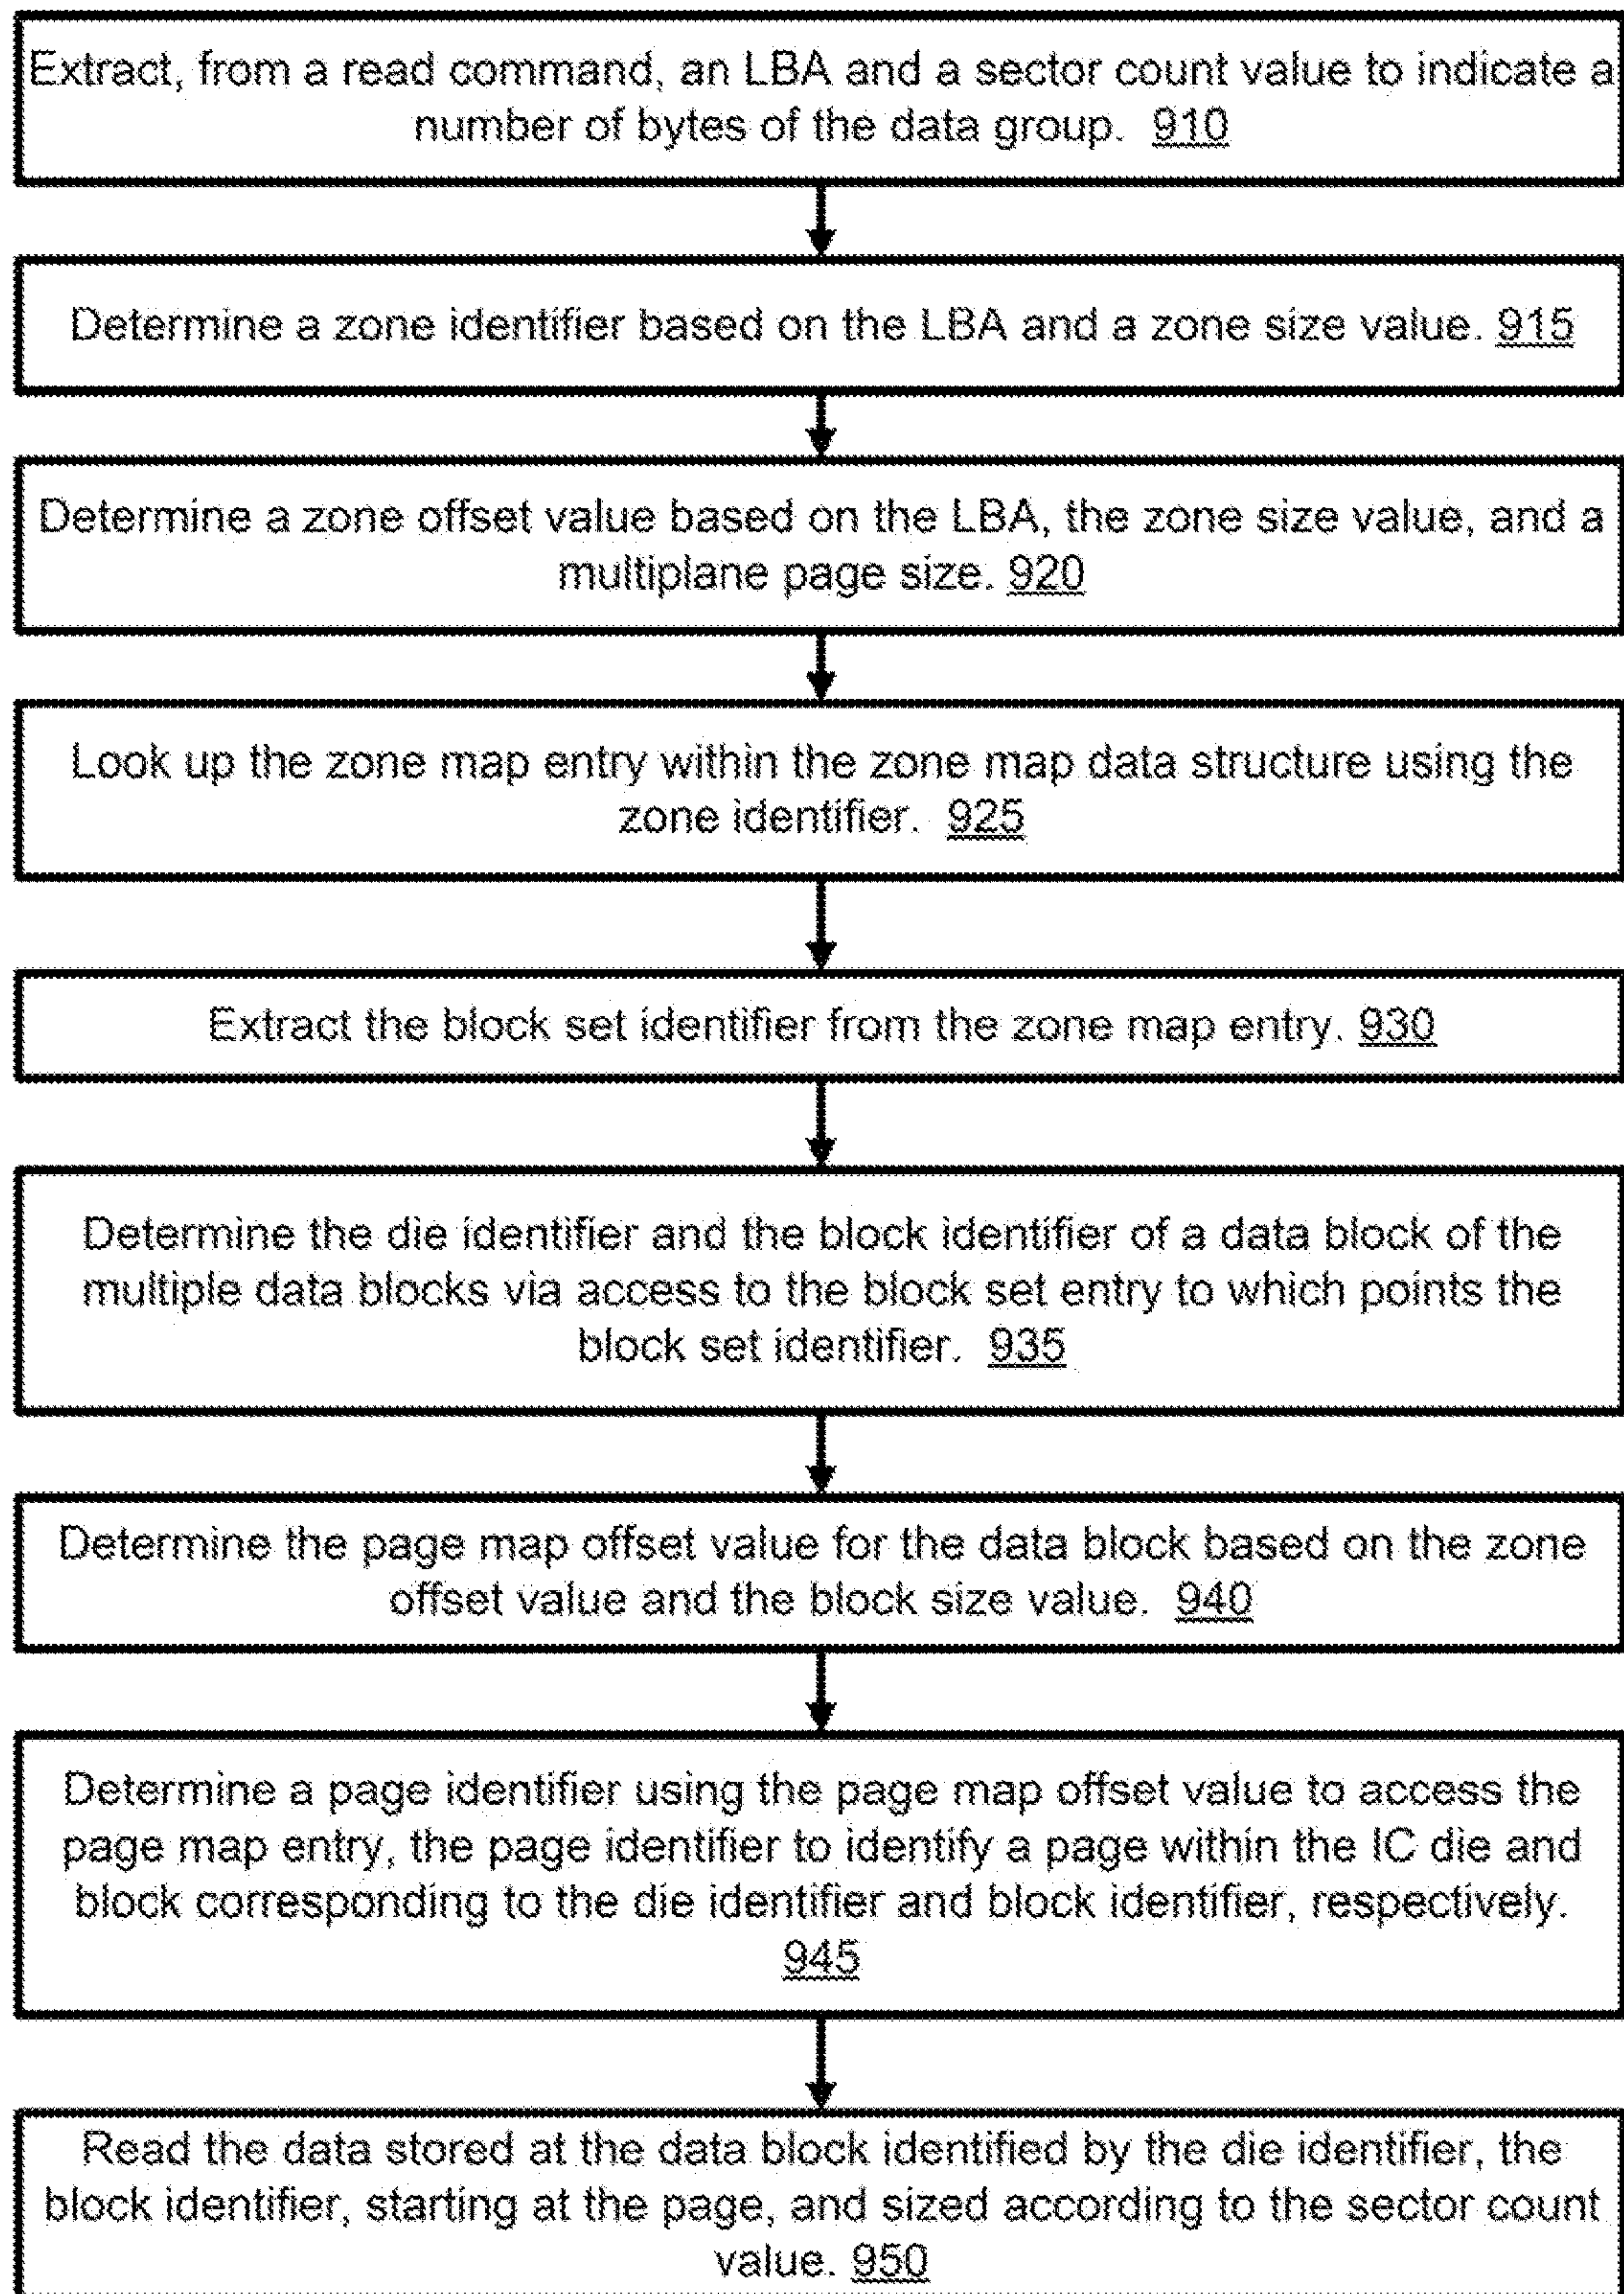 Extract, from a read command, an LBA and a sector count value to indicate a
number of bytes of the data group. 910
Determine a zone identifier based on the LBA and a zone size value. 915
Determine a zone offset value based on the LBA, the zone size value, and a
multiplane page size. 920
Look up the zone map entry within the zone map data structure using the
zone identifier. 925
Extract the block set identifier from the zone map entry. 930
Determine the die identifier and the block identifier of a data block of the
multiple data blocks via access to the block set entry to which points the
block set identifier. 935
Determine the page map offset value for the data block based on the zone
offset value and the block size value. 940
Determine a page identifier using the page map offset value to access the
page map entry, the page identifier to identify a page within the IC die and
block corresponding to the die identifier and block identifier, respectively.
945
Read the data stored at the data block identified by the die identifier, the
block identifier, starting at the page, and sized according to the sector count
value. 950